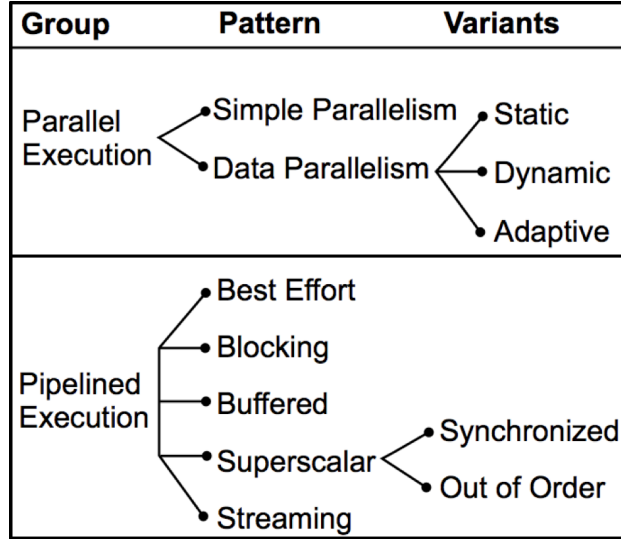 Group Pattern Variants
Parallel
Execution
Simple Parallelism
Data Parallelism
Static
Dynamic
Adaptive
Pipelined
Execution
Best Effort
Blocking
Buffered
Superscalar
Streaming
Synchronized
Out of Order